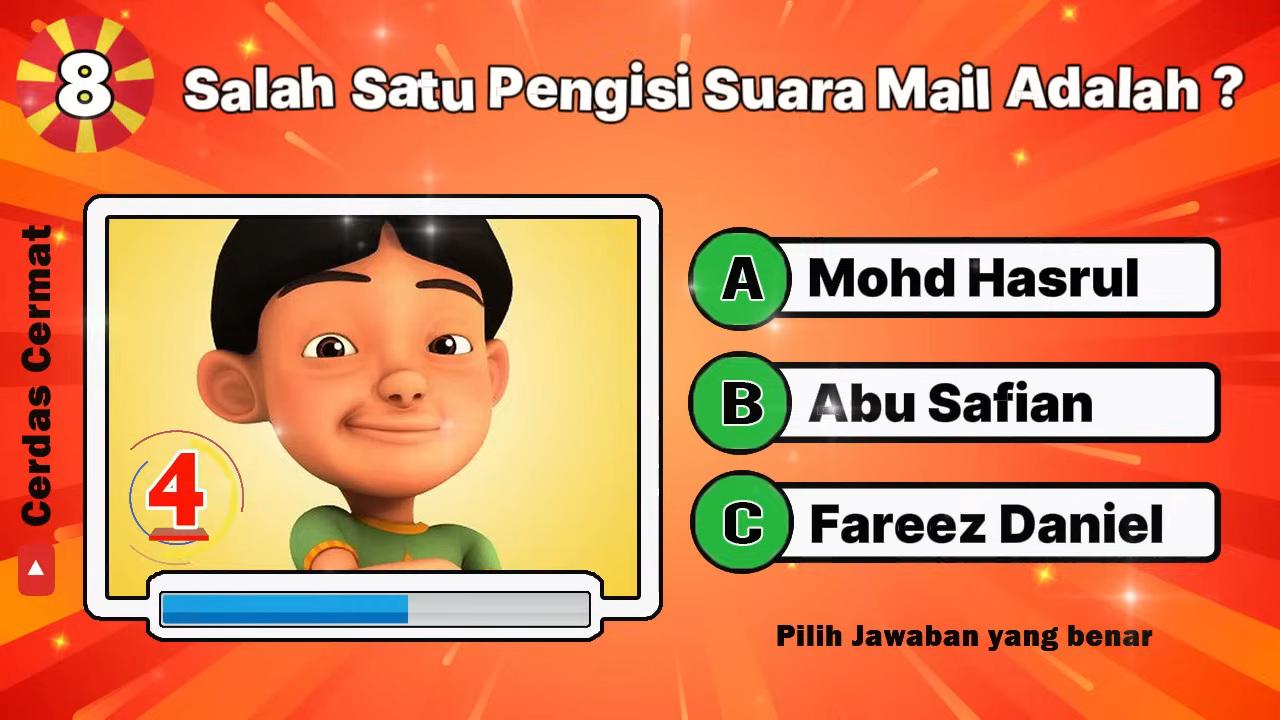 8
Salah Satu Pengisi Suara Mail Adalah ?
Cerdas Cermat
4
A Mohd Hasrul
B Abu Safian
C Fareez Daniel
Pilih Jawaban yang benar